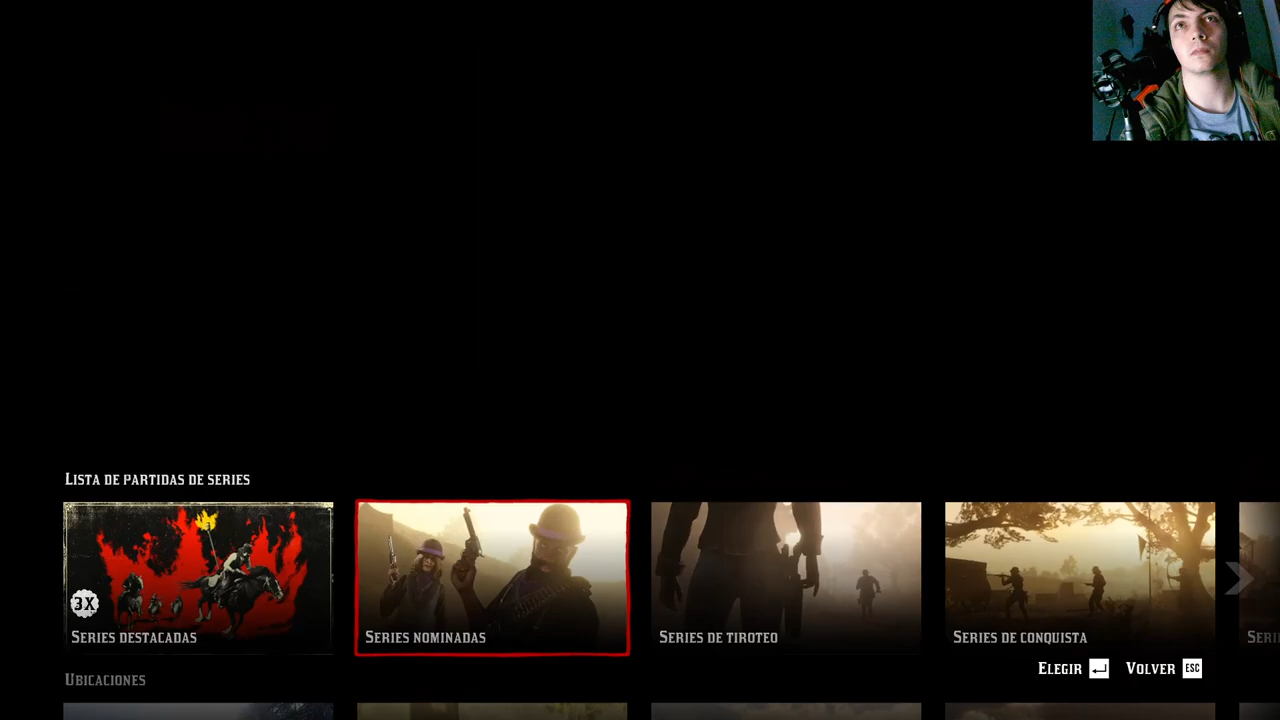 Lista de partidas de series
3X
Series destacadas
Series nominadas
Series de tiroteo
Series de conquista
Elegir
Volver ESC
Ubicaciones